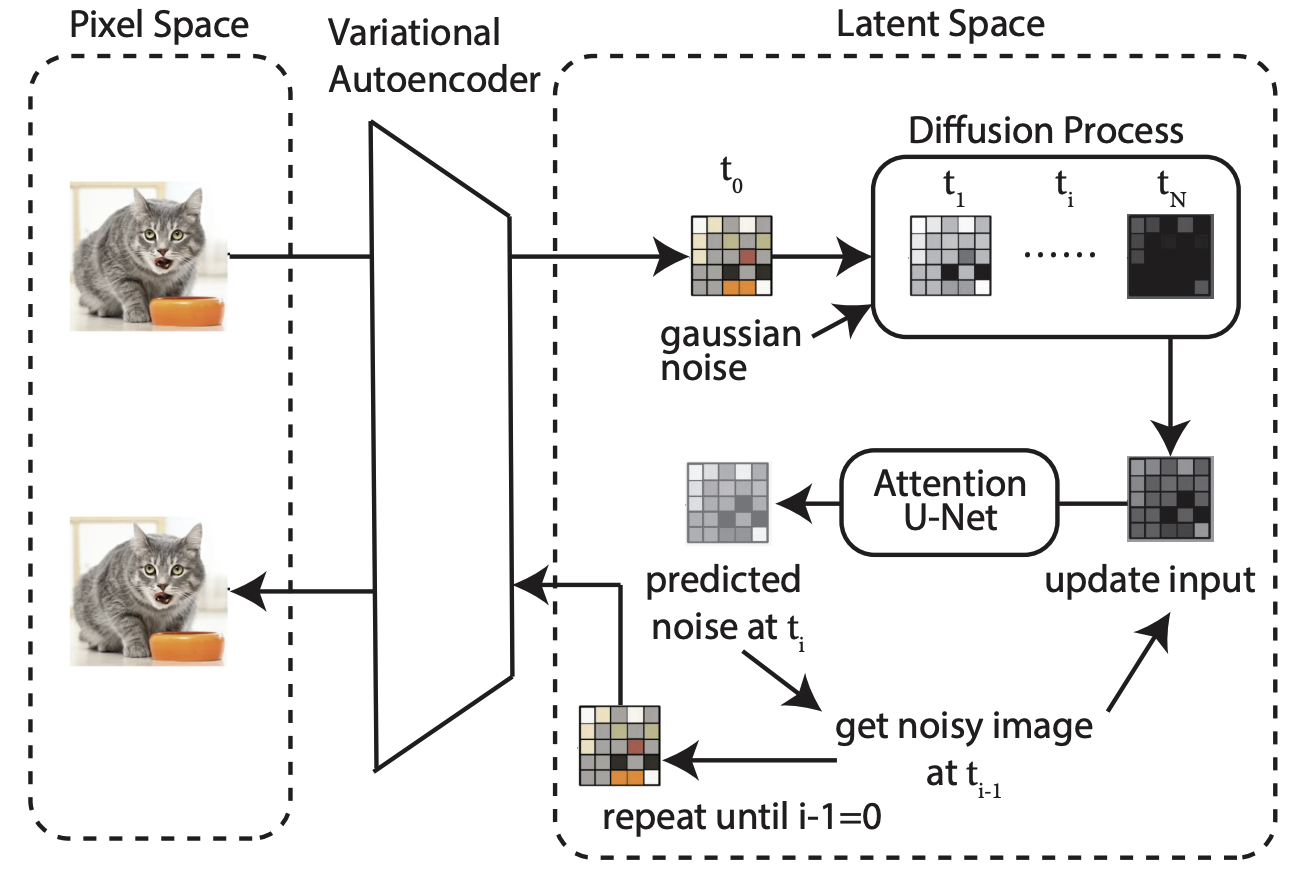 Pixel Space
Variational
Autoencoder
Latent Space
Diffusion Process
t0
t1
ti
tN
......
gaussian
noise
Attention
U-Net
predicted
noise at ti
update input
get noisy image
at ti-1
repeat until i-1=0